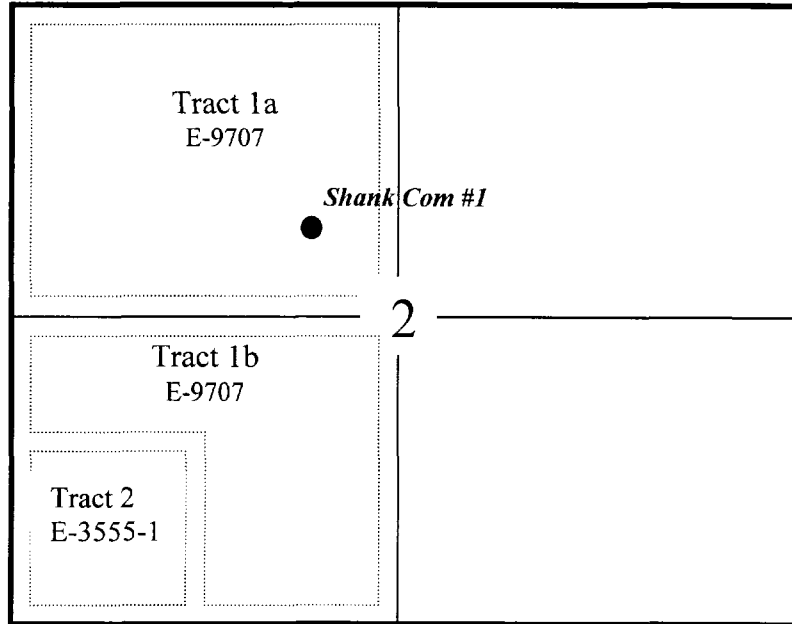 Tract 1a
E-9707
Shank Com #1
2
Tract 1b
E-9707
Tract 2
E-3555-1